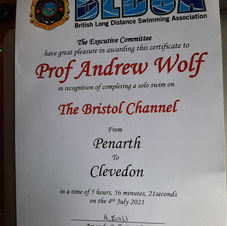 British Long Distance Swimming Association
The Executive Committee
have great pleasure in awarding this certificate to
Prof Andrew Wolf
in recognition of completing a solo swim
on
The Bristol Channel
From
Penarth
To
Clevedon
in a time of 5 hours, 56 minutes, 21seconds
on the 4th July 2021